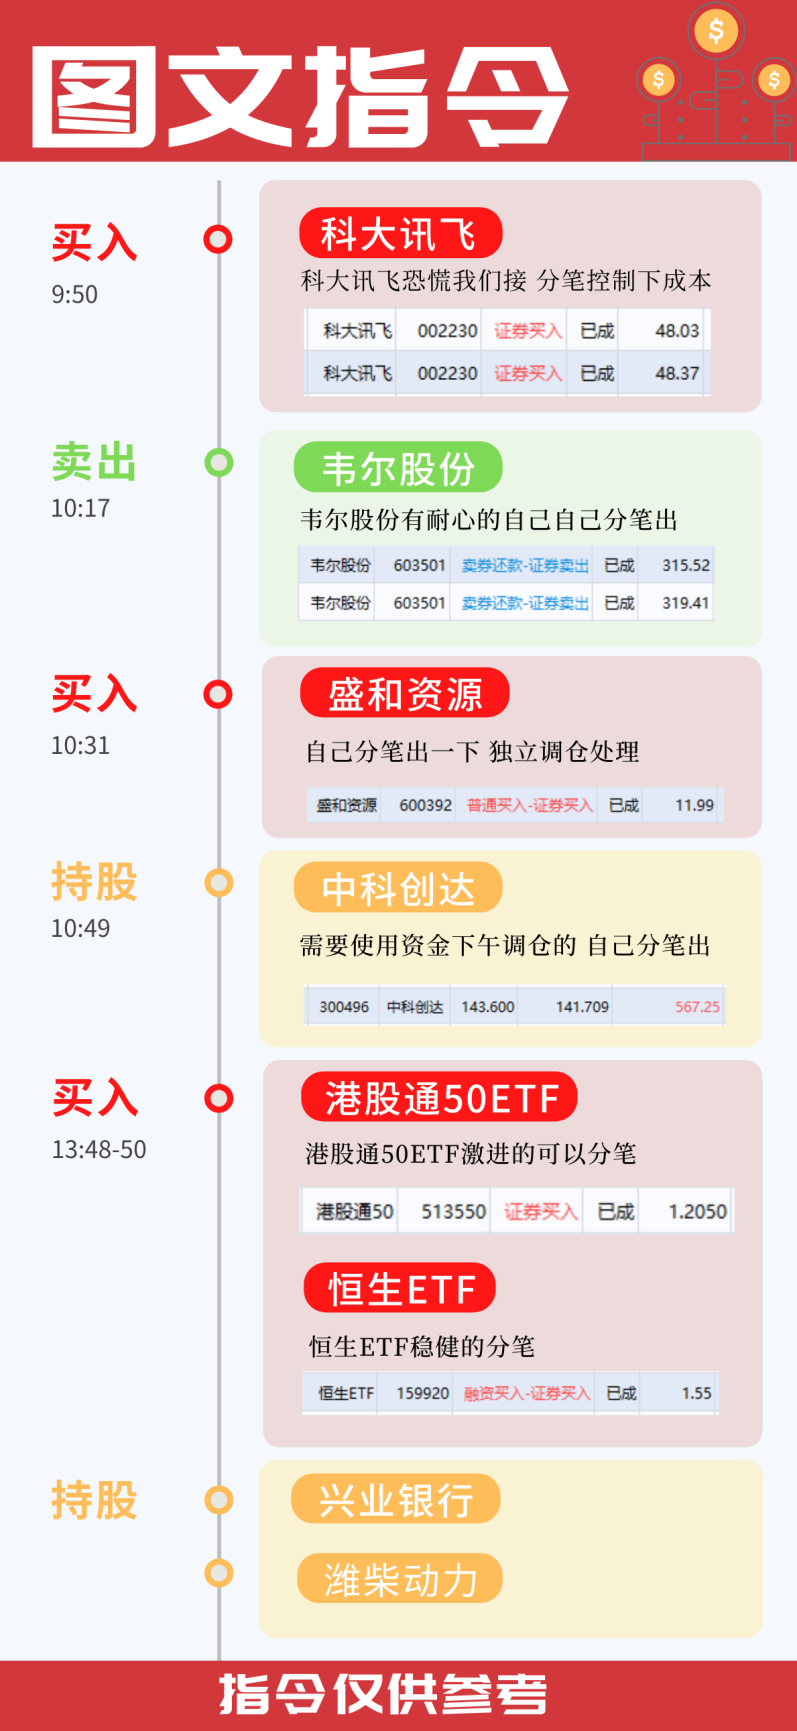 图文指令
买入
9:50
科大讯飞
科大讯飞恐慌我们接 分笔控制下成本
科大讯飞 002230 证券买入 已成 48.03
科大讯飞 002230 证券买入 已成 48.37
卖出
10:17
韦尔股份
韦尔股份有耐心的自己自己分笔出
韦尔股份 603501 卖券还款-证券卖出 已成 315.52
韦尔股份 603501 卖券还款-证券卖出 已成 319.41
买入
10:31
盛和资源
自己分笔出一下 独立调仓处理
盛和资源 600392 普通买入-证券买入 已成 11.99
持股
10:49
中科创达
需要使用资金下午调仓的 自己分笔出
300496 中科创达 143.600 141.709 567.25
买入
13:48-50
港股通50ETF
港股通50ETF激进的可以分笔
港股通50 513550 证券买入 已成 1.2050
恒生ETF
恒生ETF稳健的分笔
恒生ETF 159920 融资买入-证券买入 已成 1.55
持股
兴业银行
潍柴动力
指令仅供参考